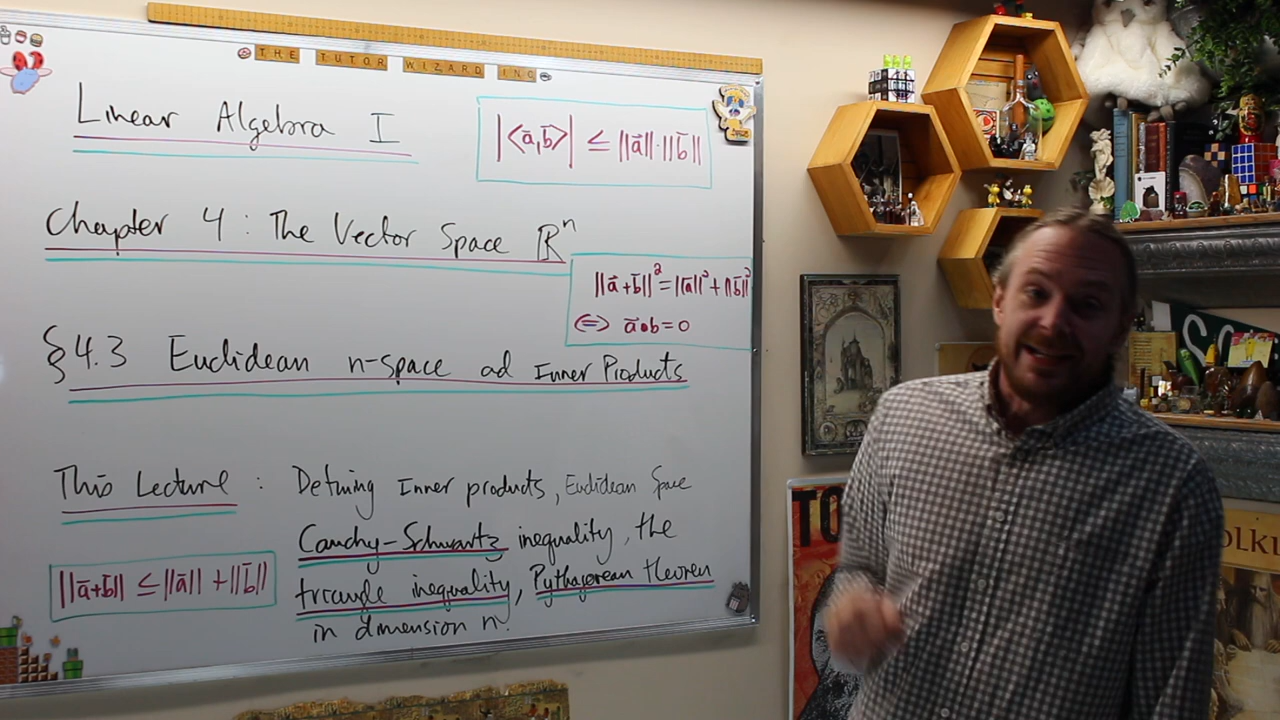 THE TUTOR WIZARD INC
Linear Algebra I
|<a⃗,b⃗>| ≤ ||a⃗||·||b⃗||
Chapter 4 : The Vector Space ℝⁿ
||a⃗+b⃗||² = ||a⃗||² + ||b⃗||²
<=> a⃗•b = 0
§4.3 Euclidean n-space ad Inner Products
This Lecture : Defining Inner products, Euclidean Space
Cauchy-Schwartz inequality, the
triangle inequality, Pythagorean theorem
in dimension n.
||a⃗+b⃗|| ≤ ||a⃗|| + ||b⃗||
TO
OLKI